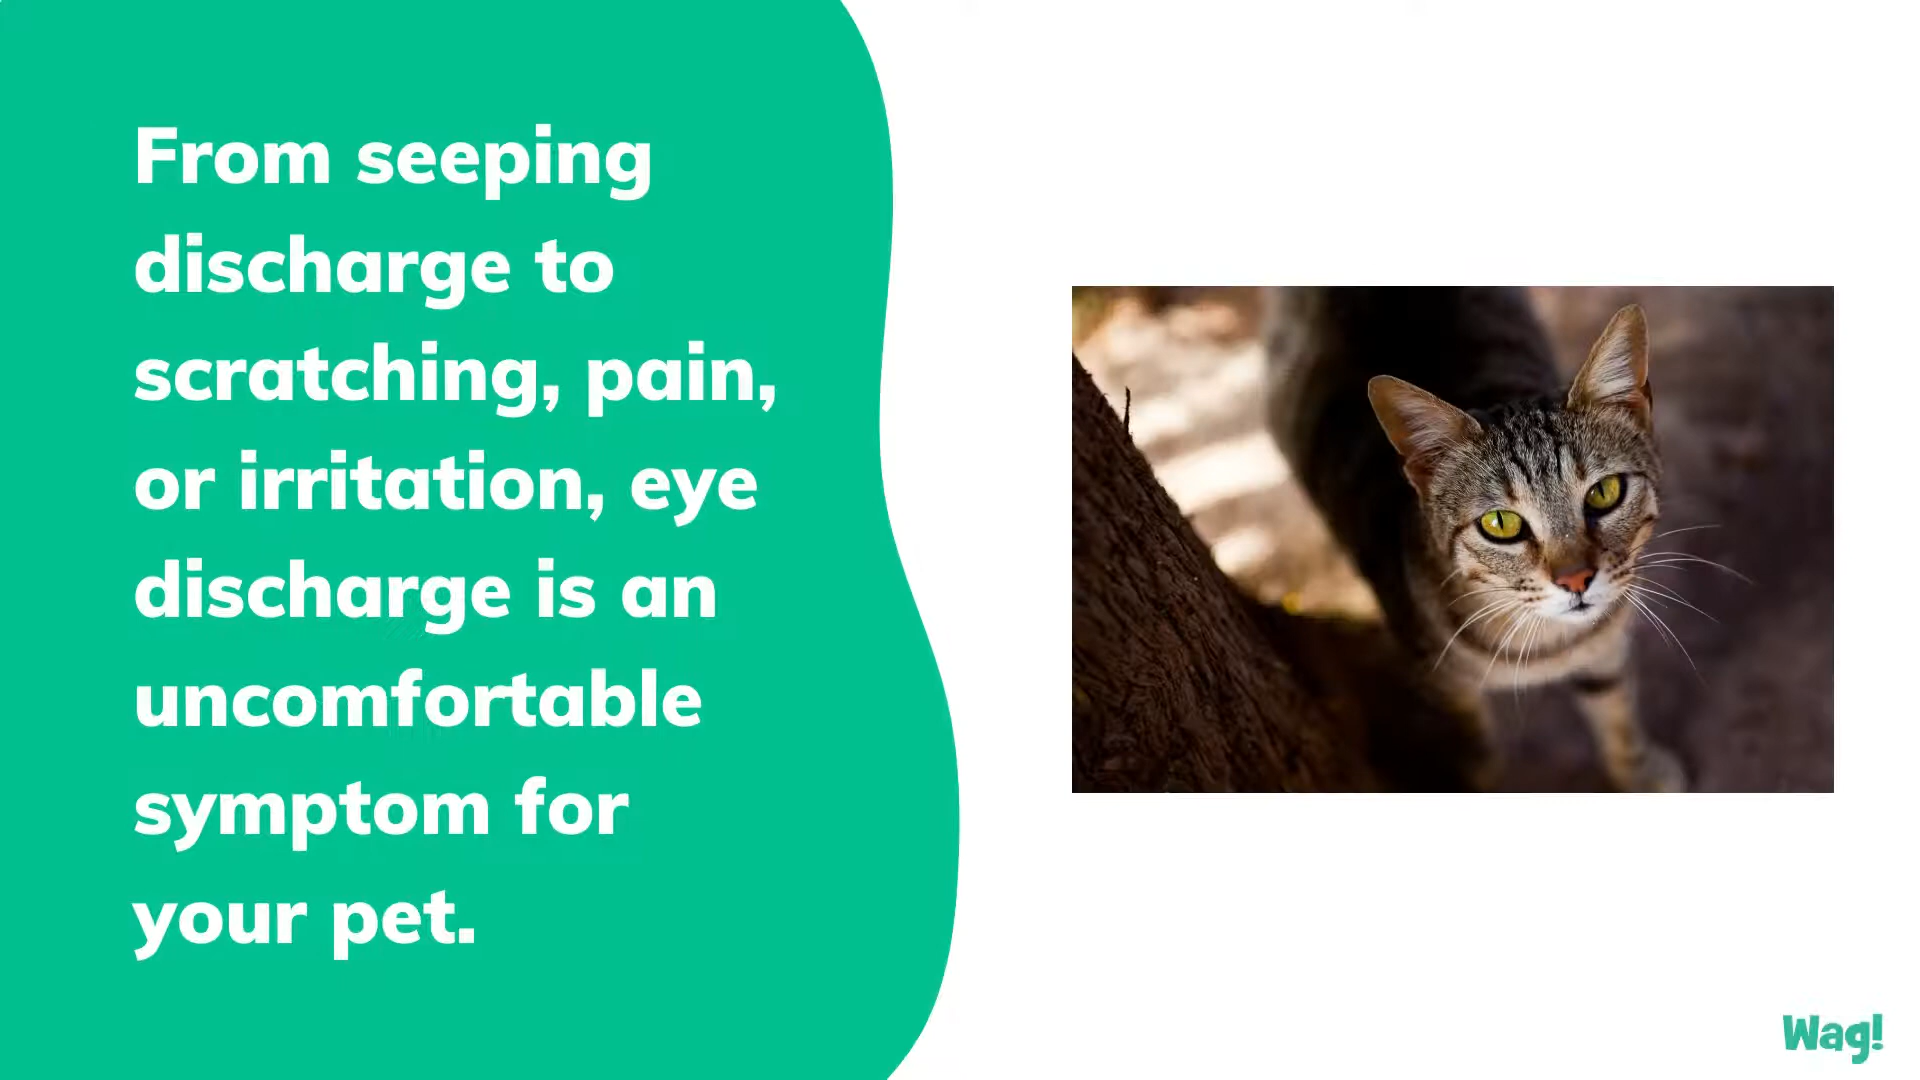 From seeping
discharge to
scratching, pain,
or irritation, eye
discharge is an
uncomfortable
symptom for
your pet.
Wag!